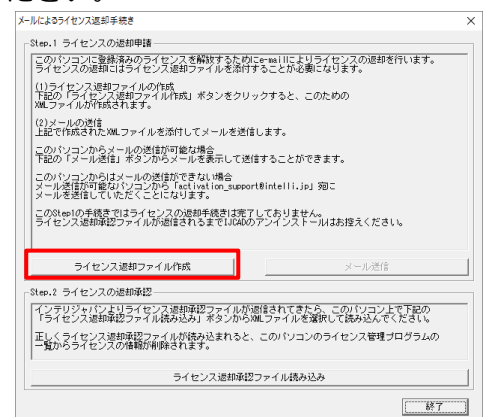 ださい。
メールによるライセンス返却手続き
Step.1 ライセンスの返却申請
このパソコンに登録済みのライセンスを解放するためにe-mailによりライセンスの返却を行います。
ライセンスの返却にはライセンス返却ファイルを添付することが必要になります。
(1)ライセンス返却ファイルの作成
下記の「ライセンス返却ファイル作成」ボタンをクリックすると、このための
XMLファイルが作成されます。
(2)メールの送信
上記で作成されたXMLファイルを添付してメールを送信します。
このパソコンからメールの送信が可能な場合
下記の「メール送信」ボタンからメールを表示して送信することができます。
このパソコンからはメールの送信ができない場合
メール送信が可能なパソコンから「activation_support@intelli.jp」宛に
メールを送信していただくことになります。
このStep1の手続きではライセンスの返却手続きは完了しておりません。
ライセンス返却承認ファイルが返信されるまでIJCADのアンインストールはお控えください。
ライセンス返却ファイル作成
メール送信
Step.2 ライセンスの返却承認
インテリジャパンよりライセンス返却承認ファイルが返信されてきたら、このパソコン上で下記の
「ライセンス返却承認ファイル読み込み」ボタンからXMLファイルを選択して読み込んでください。
正しくライセンス返却承認ファイルが読み込まれると、このパソコンのライセンス管理プログラムの
一覧からライセンスの情報が削除されます。
ライセンス返却承認ファイル読み込み
終了